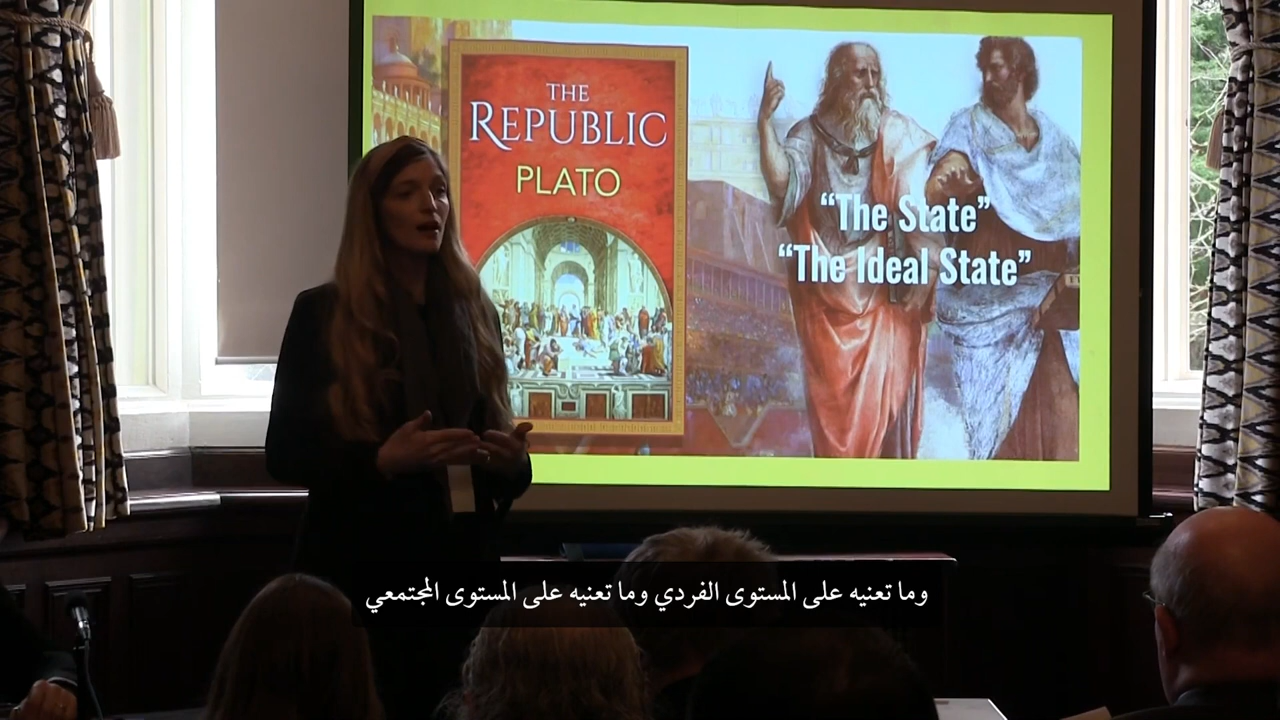 THE
REPUBLIC
PLATO
“The State”
“The Ideal State”
وما تعنيه على المستوى الفردي وما تعنيه على المستوى المجتمعي